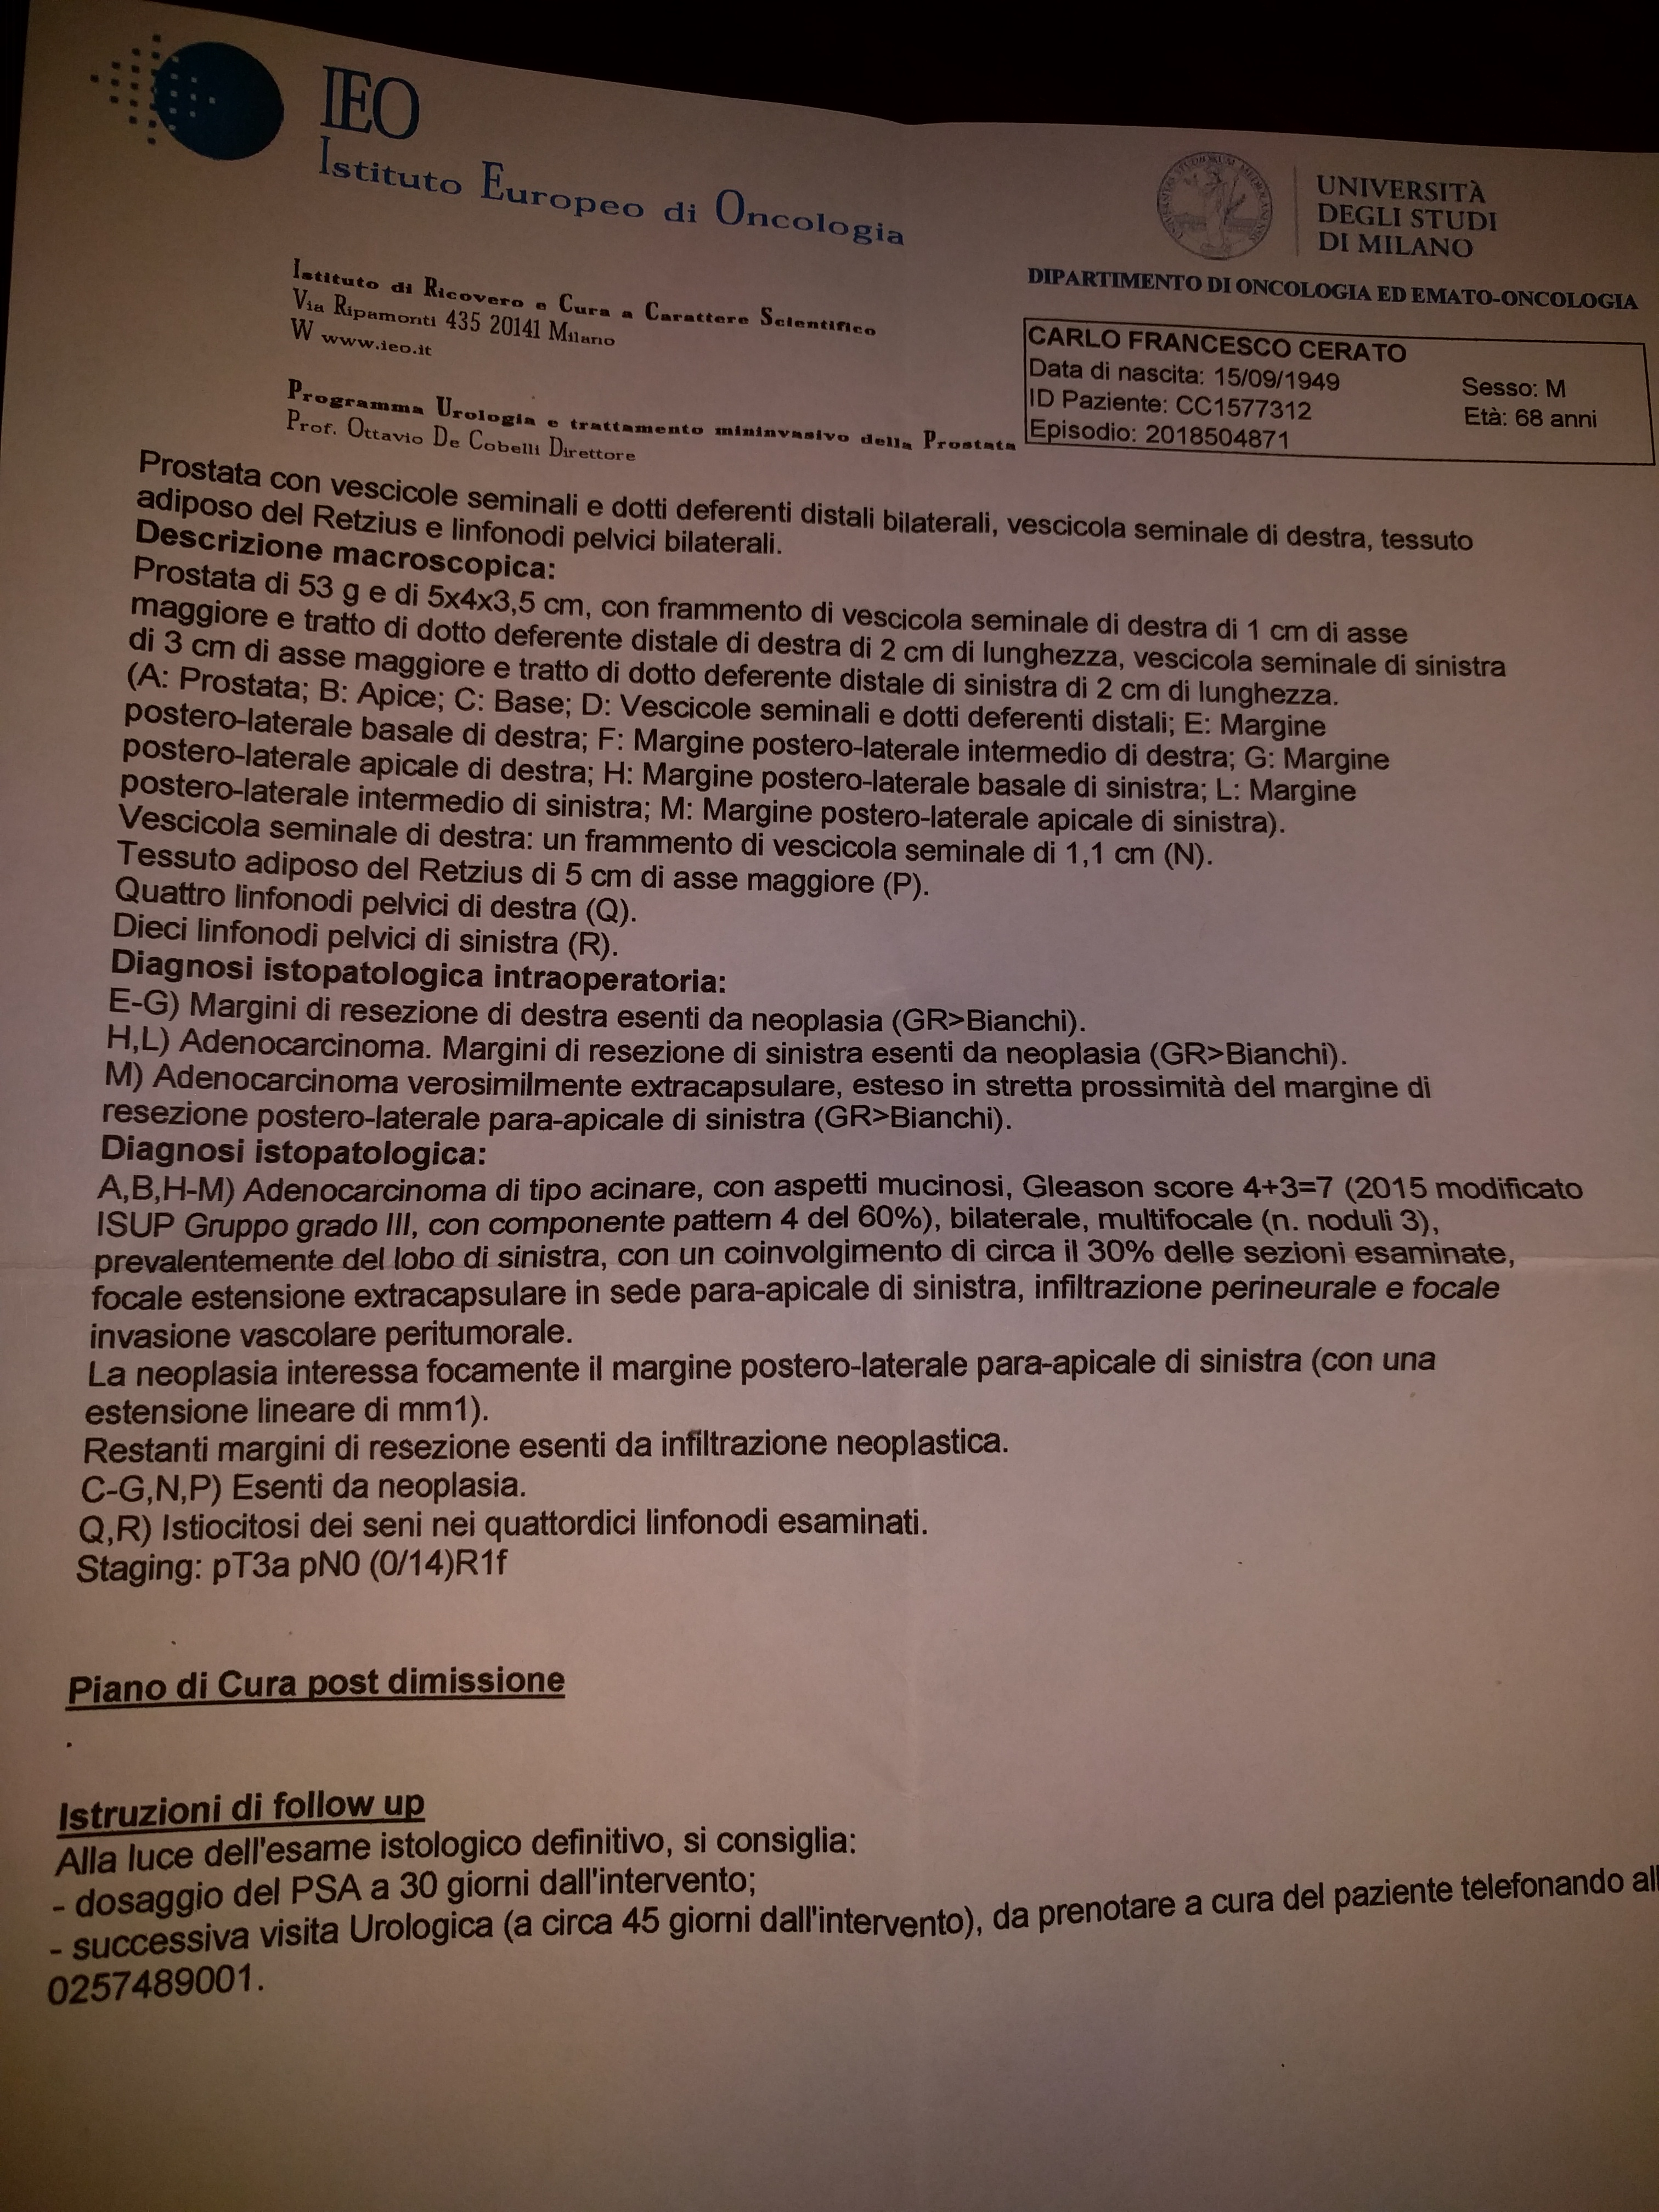 IEO
Istituto Europeo di Oncologia
UNIVERSITÀ
DEGLI STUDI
DI MILANO
DIPARTIMENTO DI ONCOLOGIA ED EMATO-ONCOLOGIA
Istituto di Ricovero e Cura a Carattere Scientifico
Via Ripamonti 435 20141 Milano
W www.ieo.it
CARLO FRANCESCO CERATO
Data di nascita: 15/09/1949 Sesso: M
ID Paziente: CC1577312 Età: 68 anni
Episodio: 2018504871
Programma Urologia e trattamento mininvasivo della Prostata
Prof. Ottavio De Cobelli Direttore
Prostata con vescicole seminali e dotti deferenti distali bilaterali, vescicola seminale di destra, tessuto
adiposo del Retzius e linfonodi pelvici bilaterali.
Descrizione macroscopica:
Prostata di 53 g e di 5x4x3,5 cm, con frammento di vescicola seminale di destra di 1 cm di asse
maggiore e tratto di dotto deferente distale di destra di 2 cm di lunghezza, vescicola seminale di sinistra
di 3 cm di asse maggiore e tratto di dotto deferente distale di sinistra di 2 cm di lunghezza.
(A: Prostata; B: Apice; C: Base; D: Vescicole seminali e dotti deferenti distali; E: Margine
postero-laterale basale di destra; F: Margine postero-laterale intermedio di destra; G: Margine
postero-laterale apicale di destra; H: Margine postero-laterale basale di sinistra; L: Margine
postero-laterale intermedio di sinistra; M: Margine postero-laterale apicale di sinistra).
Vescicola seminale di destra: un frammento di vescicola seminale di 1,1 cm (N).
Tessuto adiposo del Retzius di 5 cm di asse maggiore (P).
Quattro linfonodi pelvici di destra (Q).
Dieci linfonodi pelvici di sinistra (R).
Diagnosi istopatologica intraoperatoria:
E-G) Margini di resezione di destra esenti da neoplasia (GR>Bianchi).
H,L) Adenocarcinoma. Margini di resezione di sinistra esenti da neoplasia (GR>Bianchi).
M) Adenocarcinoma verosimilmente extracapsulare, esteso in stretta prossimità del margine di
resezione postero-laterale para-apicale di sinistra (GR>Bianchi).
Diagnosi istopatologica:
A,B,H-M) Adenocarcinoma di tipo acinare, con aspetti mucinosi, Gleason score 4+3=7 (2015 modificato
ISUP Gruppo grado III, con componente pattern 4 del 60%), bilaterale, multifocale (n. noduli 3),
prevalentemente del lobo di sinistra, con un coinvolgimento di circa il 30% delle sezioni esaminate,
focale estensione extracapsulare in sede para-apicale di sinistra, infiltrazione perineurale e focale
invasione vascolare peritumorale.
La neoplasia interessa focamente il margine postero-laterale para-apicale di sinistra (con una
estensione lineare di mm1).
Restanti margini di resezione esenti da infiltrazione neoplastica.
C-G,N,P) Esenti da neoplasia.
Q,R) Istiocitosi dei seni nei quattordici linfonodi esaminati.
Staging: pT3a pN0 (0/14)R1f
Piano di Cura post dimissione
.
Istruzioni di follow up
Alla luce dell'esame istologico definitivo, si consiglia:
- dosaggio del PSA a 30 giorni dall'intervento;
- successiva visita Urologica (a circa 45 giorni dall'intervento), da prenotare a cura del paziente telefonando al
0257489001.